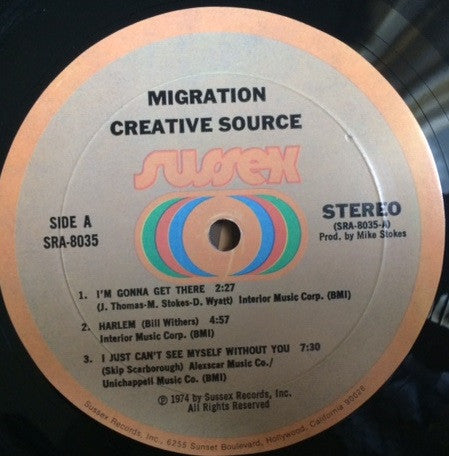 MIGRATION
CREATIVE SOURCE
sussex
SIDE A
SRA-8035
STEREO
(SRA-8035-A)
Prod. by Mike Stokes
1. I'M GONNA GET THERE 2:27
(J. Thomas-M. Stokes-D. Wyatt) Interior Music Corp. (BMI)
2. HARLEM (Bill Withers) 4:57
Interior Music Corp. (BMI)
3. I JUST CAN'T SEE MYSELF WITHOUT YOU 7:30
(Skip Scarborough) Alexscar Music Co./
Unichappell Music Co. (BMI)
℗ 1974 by Sussex Records, Inc.
All Rights Reserved
Sussex Records, Inc., 6255 Sunset Boulevard, Hollywood, California 90028